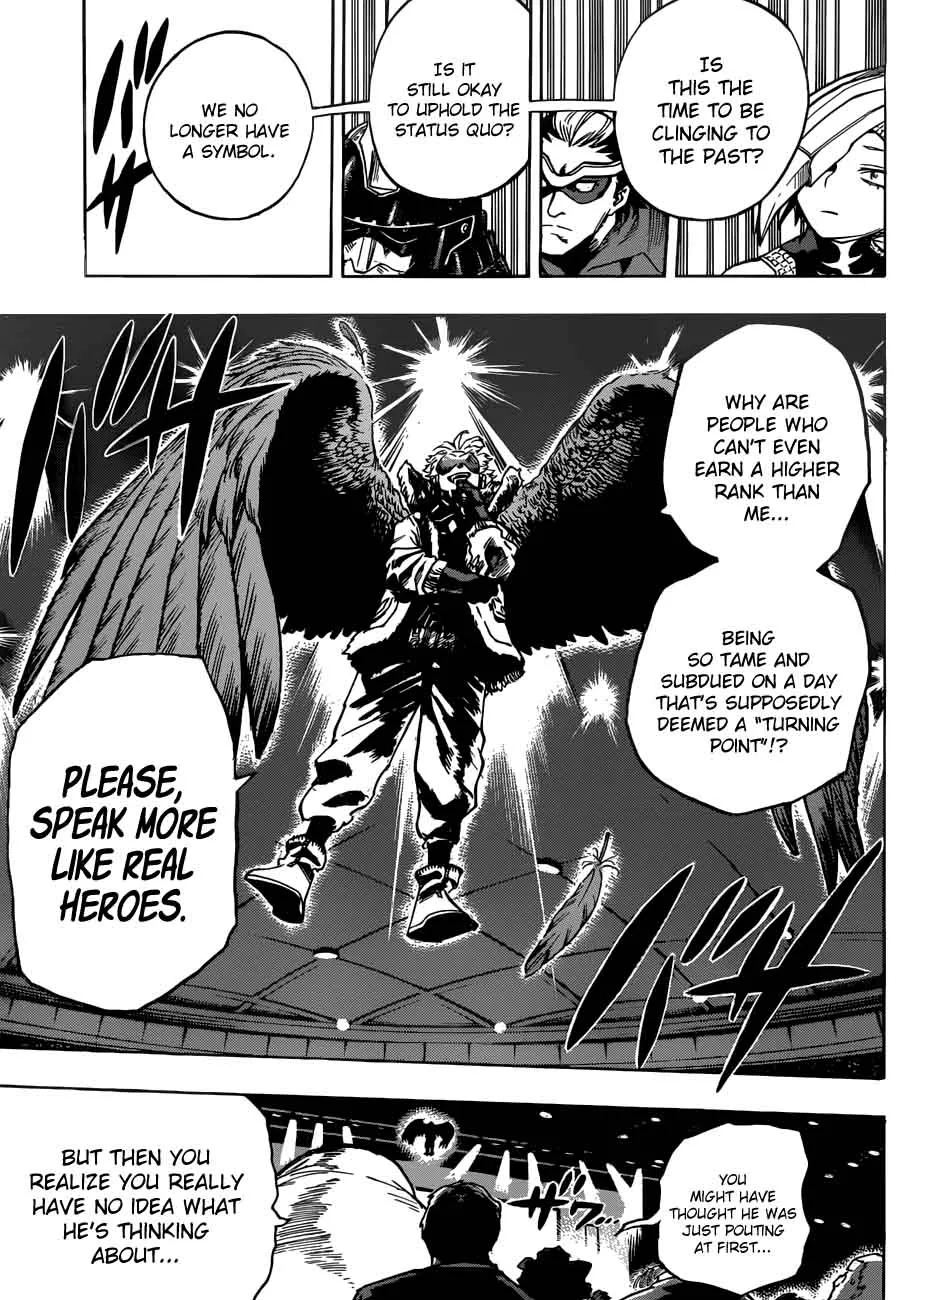 IS
THIS THE
TIME TO BE
CLINGING TO
THE PAST?
IS IT
STILL OKAY
TO UPHOLD THE
STATUS QUO?
WE NO
LONGER HAVE
A SYMBOL.
WHY ARE
PEOPLE WHO
CAN'T EVEN
EARN A HIGHER
RANK THAN
ME...
BEING
SO TAME AND
SUBDUED ON A DAY
THAT'S SUPPOSEDLY
DEEMED A "TURNING
POINT"!?
PLEASE,
SPEAK MORE
LIKE REAL
HEROES.
YOU
MIGHT HAVE
THOUGHT HE WAS
JUST POUTING
AT FIRST...
ザワ...
BUT THEN YOU
REALIZE YOU REALLY
HAVE NO IDEA WHAT
HE'S THINKING
ABOUT...